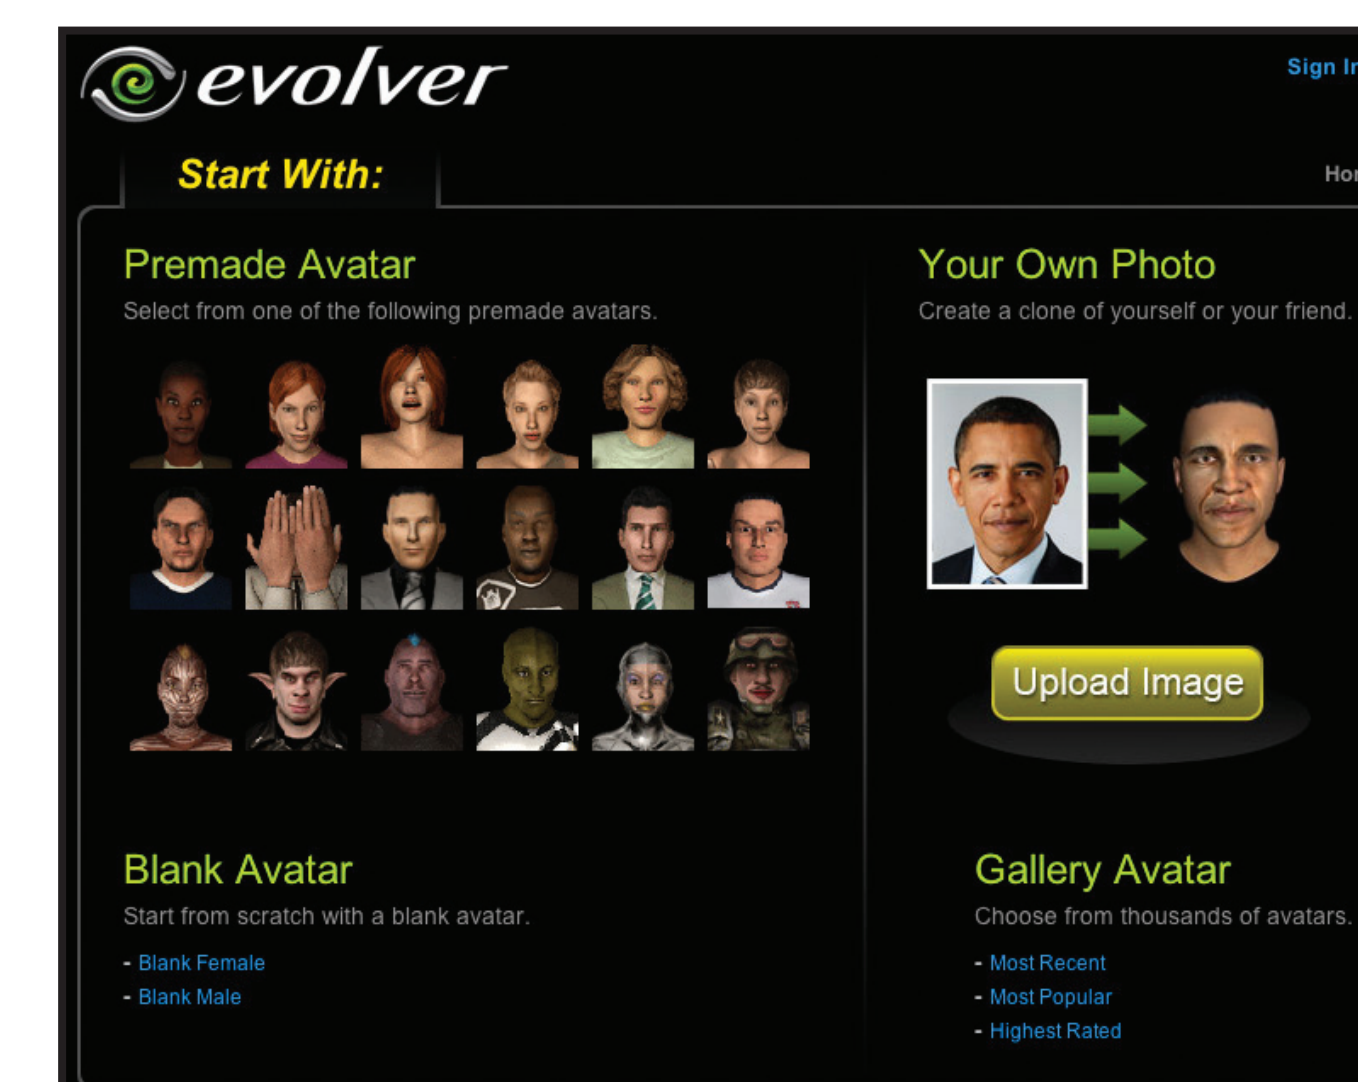 evolver
Sign In
Start With:
Premade Avatar
Select from one of the following premade avatars.
Your Own Photo
Create a clone of yourself or your friend.
Upload Image
Blank Avatar
Start from scratch with a blank avatar.
- Blank Female
- Blank Male
Gallery Avatar
Choose from thousands of avatars.
- Most Recent
- Most Popular
- Highest Rated